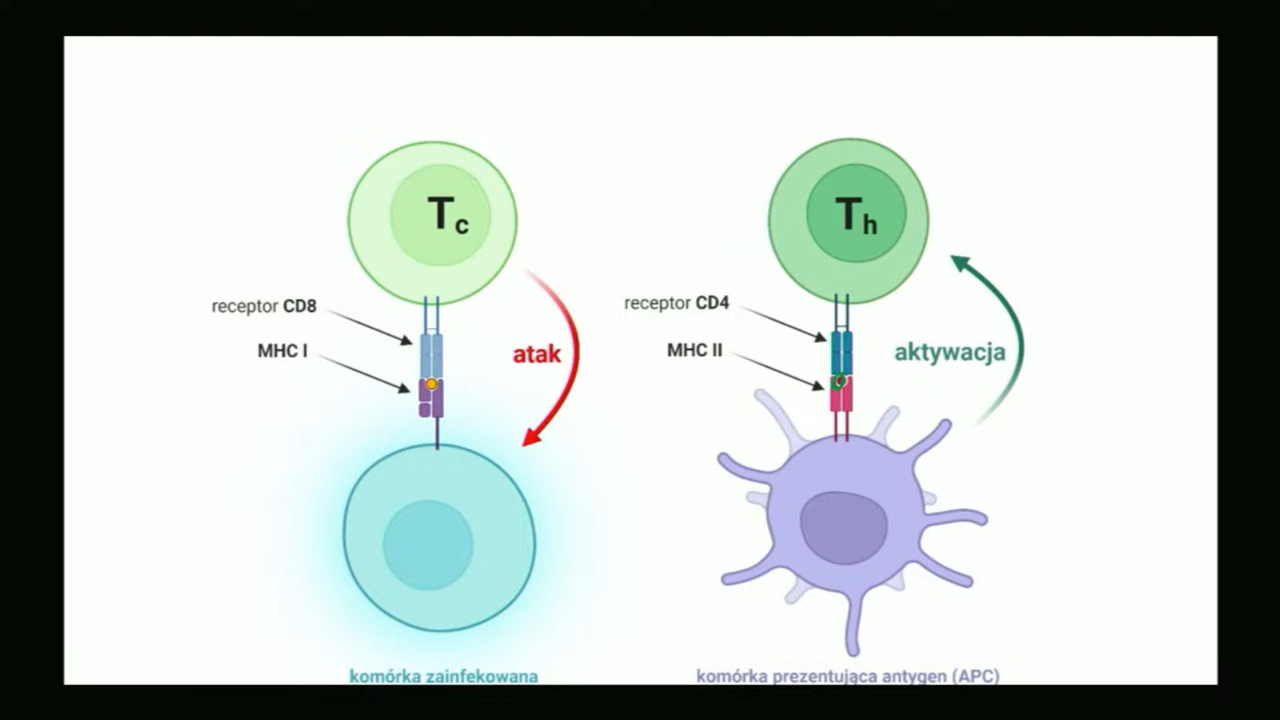 Tc
Th
receptor CD8
MHC I
atak
receptor CD4
MHC II
aktywacja
komórka zainfekowana
komórka prezentująca antygen (APC)